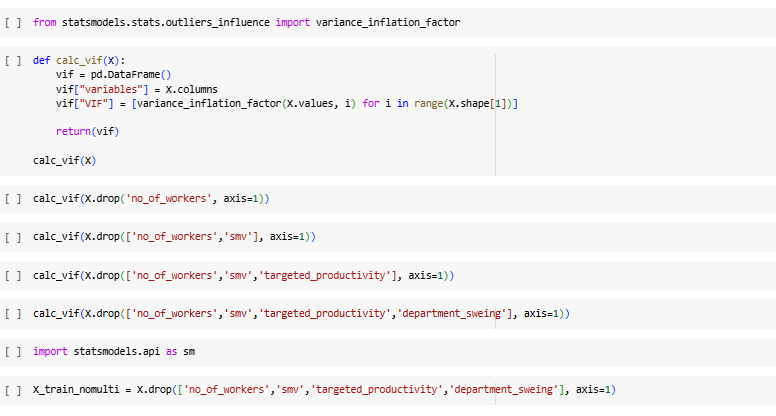 [ ] from statsmodels.stats.outliers_influence import variance_inflation_factor
[ ] def calc_vif(X):
    vif = pd.DataFrame()
    vif["variables"] = X.columns
    vif["VIF"] = [variance_inflation_factor(X.values, i) for i in range(X.shape[1])]
    return(vif)
calc_vif(X)
[ ] calc_vif(X.drop('no_of_workers', axis=1))
[ ] calc_vif(X.drop(['no_of_workers','smv'], axis=1))
[ ] calc_vif(X.drop(['no_of_workers','smv','targeted_productivity'], axis=1))
[ ] calc_vif(X.drop(['no_of_workers','smv','targeted_productivity','department_sweing'], axis=1))
[ ] import statsmodels.api as sm
[ ] X_train_nomulti = X.drop(['no_of_workers','smv','targeted_productivity','department_sweing'], axis=1)